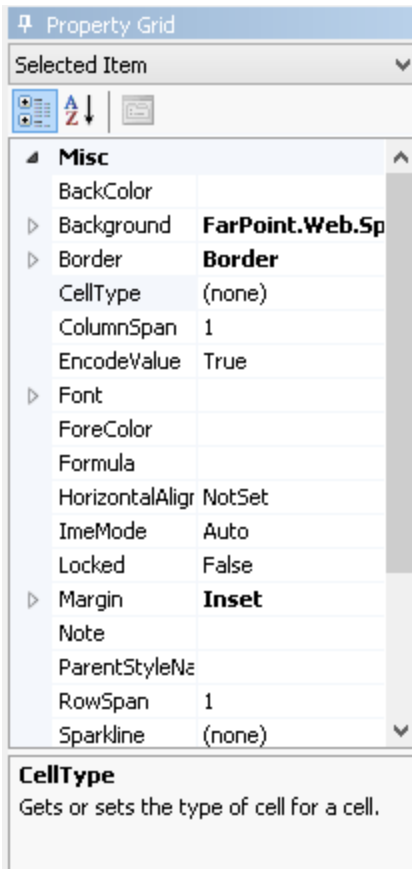 Property Grid
Selected Item
A
Z
Misc
BackColor
Background FarPoint.Web.Sp
Border Border
CellType (none)
ColumnSpan 1
EncodeValue True
Font
ForeColor
Formula
HorizontalAligr NotSet
ImeMode Auto
Locked False
Margin Inset
Note
ParentStyleNa
RowSpan 1
Sparkline (none)
CellType
Gets or sets the type of cell for a cell.